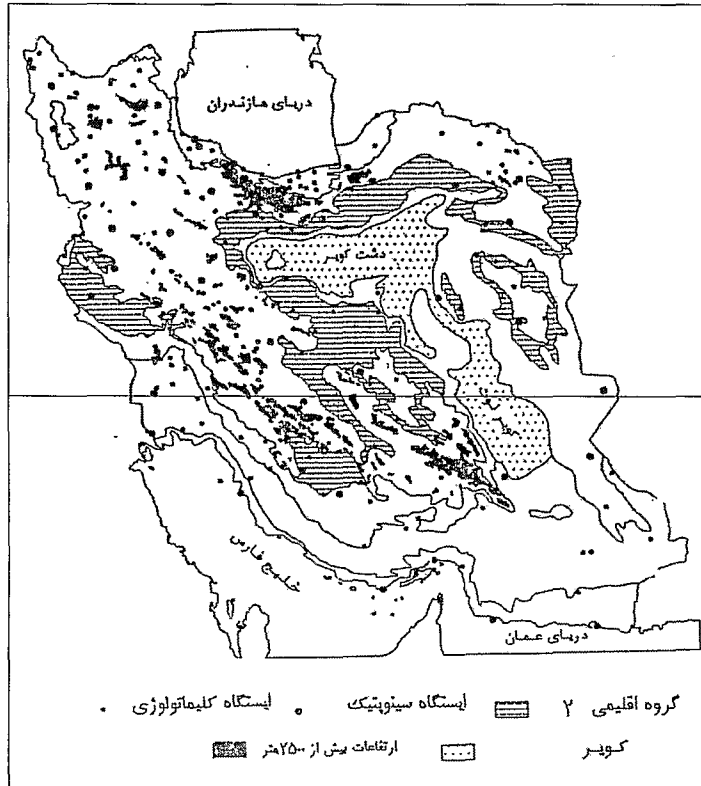 دریای مازندران
دشت کویر
خلیج فارس
دریای عمان
گروه اقلیمی ۲
ایستگاه سینوپتیک
ایستگاه کلیماتولوژی
کویر
ارتفاعات بیش از ۲۵۰۰متر